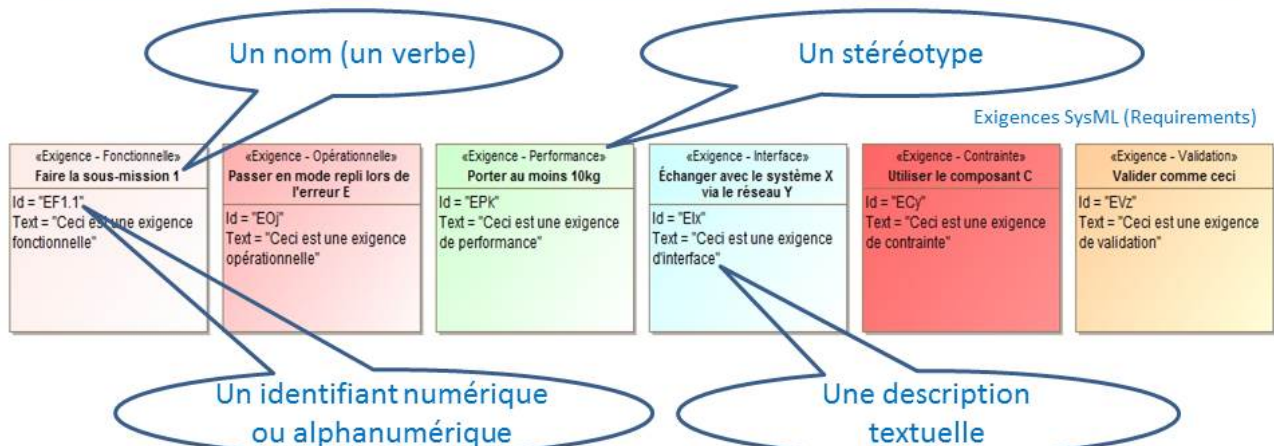 Un nom (un verbe)
Un stéréotype
Exigences SysML (Requirements)
«Exigence - Fonctionnelle»
Faire la sous-mission 1
Id = "EF1.1"
Text = "Ceci est une exigence
fonctionnelle"
«Exigence - Opérationnelle»
Passer en mode repli lors de
l'erreur E
Id = "EOj"
Text = "Ceci est une exigence
opérationnelle"
«Exigence - Performance»
Porter au moins 10kg
Id = "EPk"
Text = "Ceci est une exigence
de performance"
«Exigence - Interface»
Échanger avec le système X
via le réseau Y
Id = "EIx"
Text = "Ceci est une exigence
d'interface"
«Exigence - Contrainte»
Utiliser le composant C
Id = "ECy"
Text = "Ceci est une exigence
de contrainte"
«Exigence - Validation»
Valider comme ceci
Id = "EVz"
Text = "Ceci est une exigence
de validation"
Un identifiant numérique
ou alphanumérique
Une description
textuelle